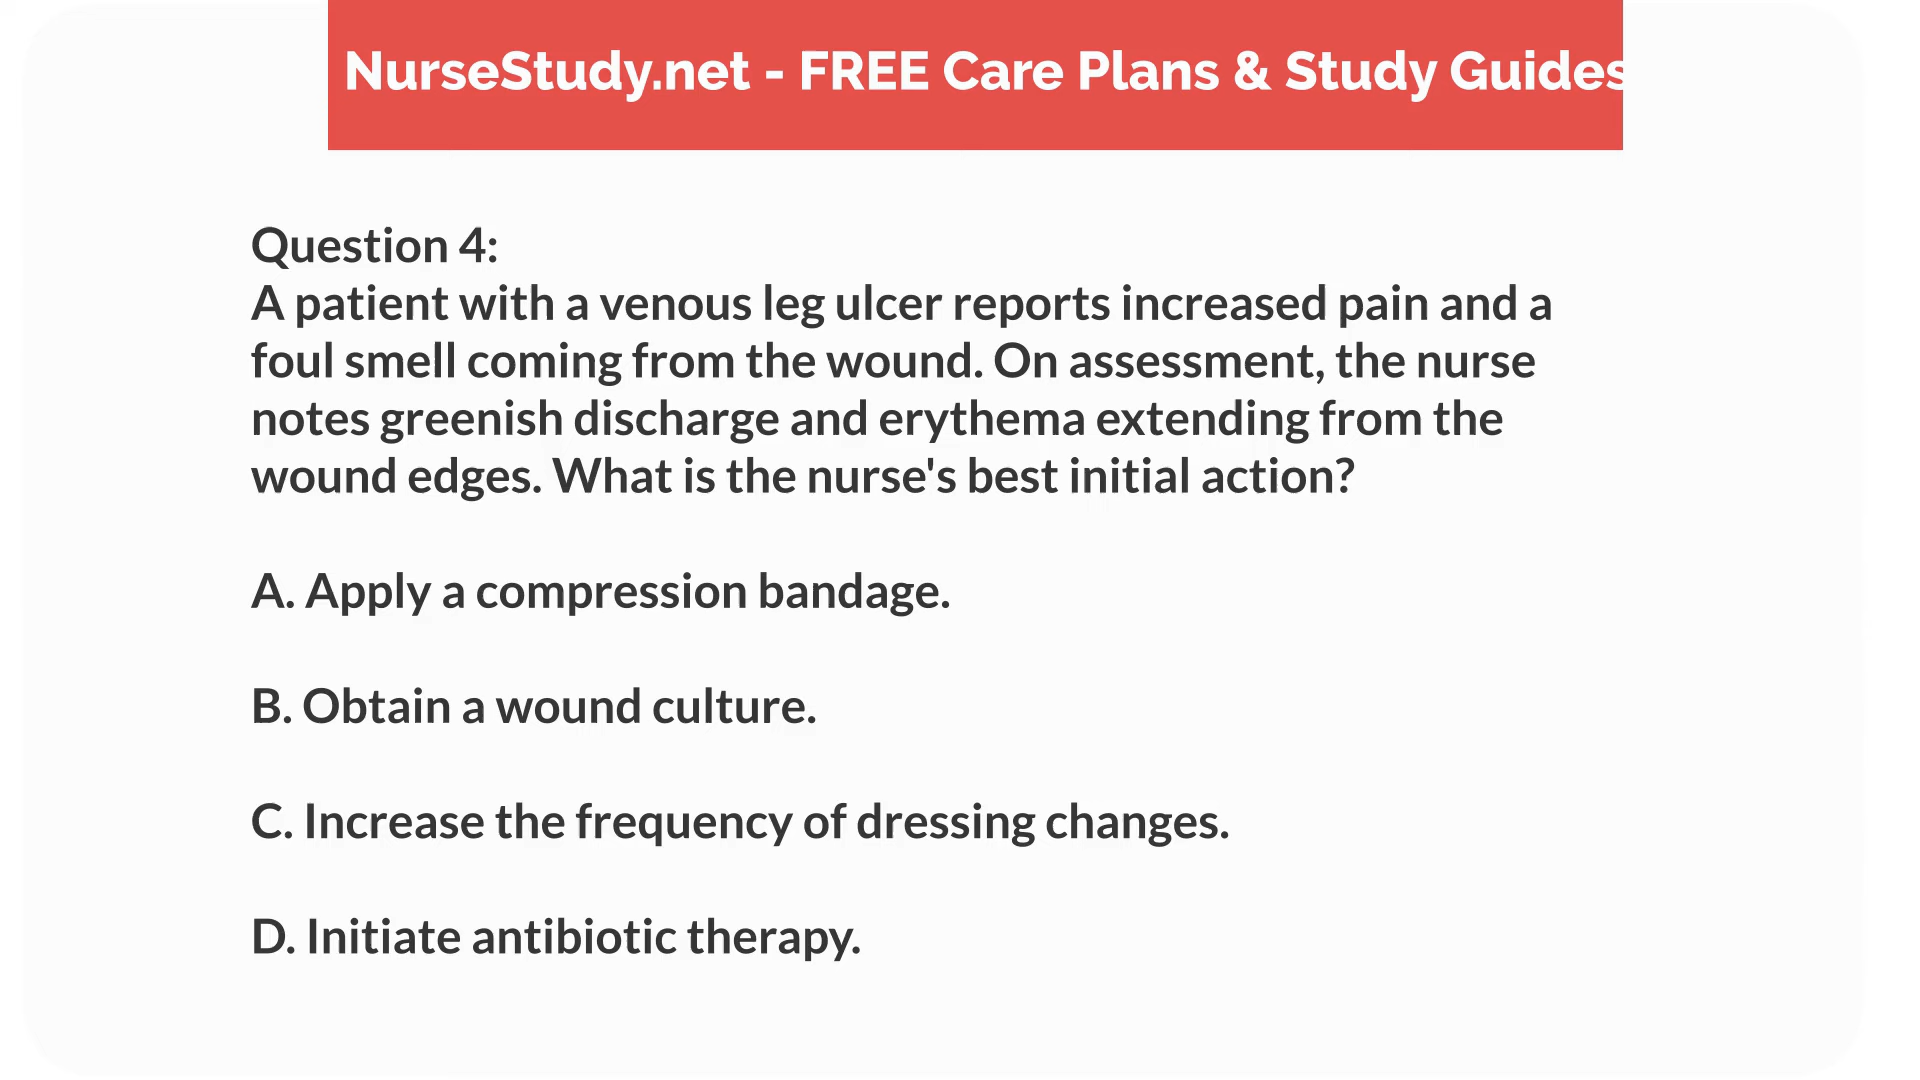 NurseStudy.net - FREE Care Plans & Study Guides
Question 4:
A patient with a venous leg ulcer reports increased pain and a
foul smell coming from the wound. On assessment, the nurse
notes greenish discharge and erythema extending from the
wound edges. What is the nurse's best initial action?
A. Apply a compression bandage.
B. Obtain a wound culture.
C. Increase the frequency of dressing changes.
D. Initiate antibiotic therapy.